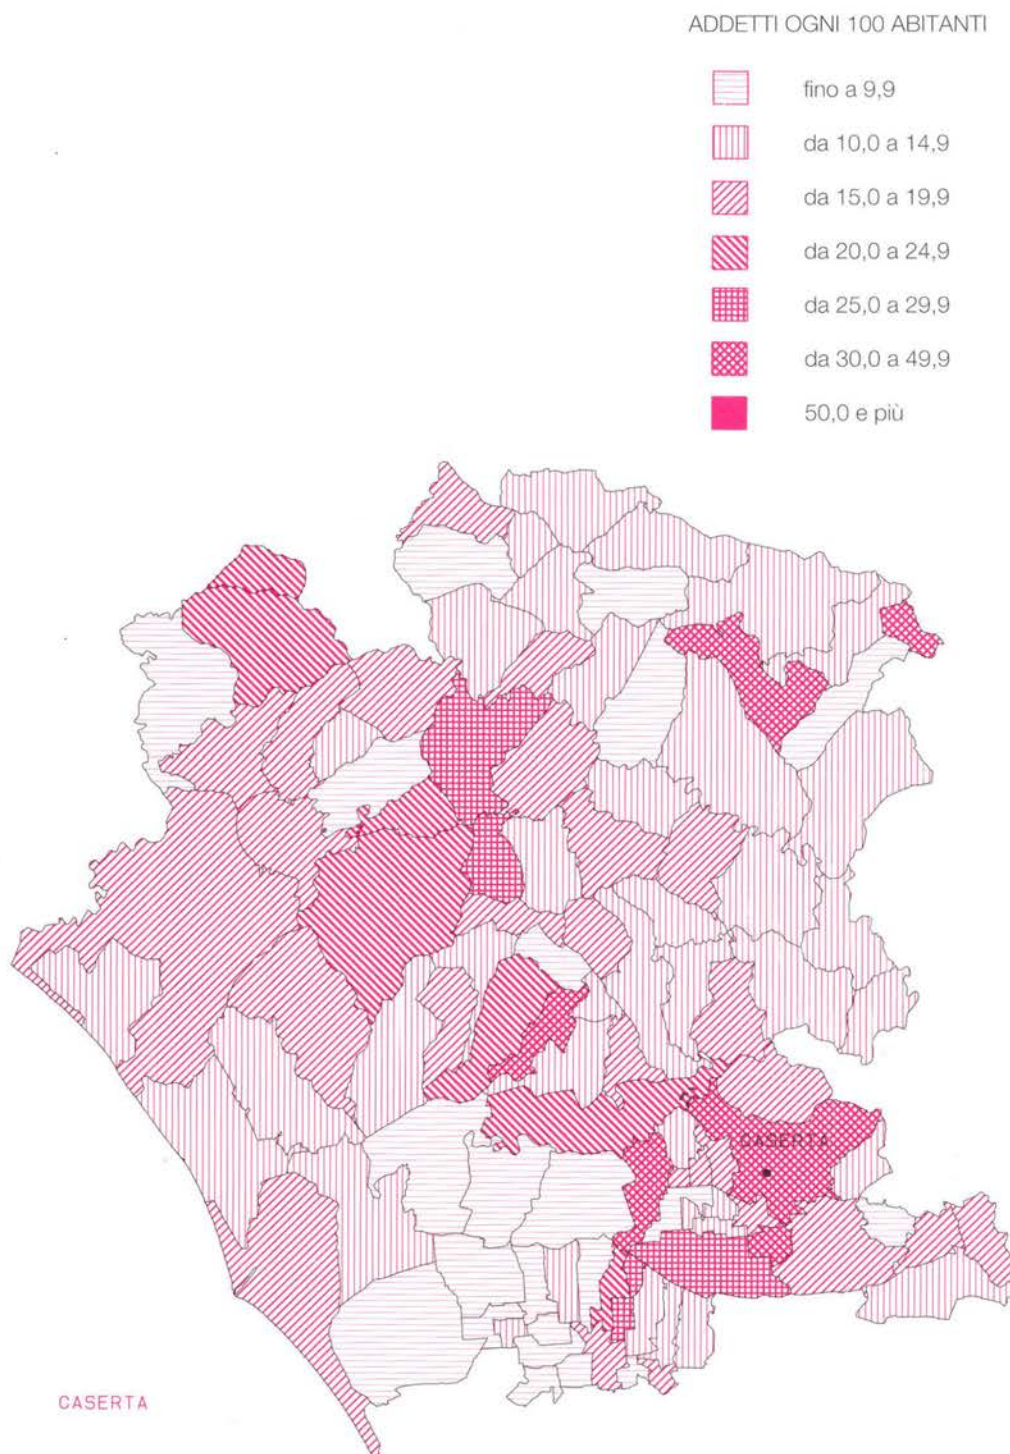 ADDETTI OGNI 100 ABITANTI
fino a 9,9
da 10,0 a 14,9
da 15,0 a 19,9
da 20,0 a 24,9
da 25,0 a 29,9
da 30,0 a 49,9
50,0 e più
CASERTA
CASERTA